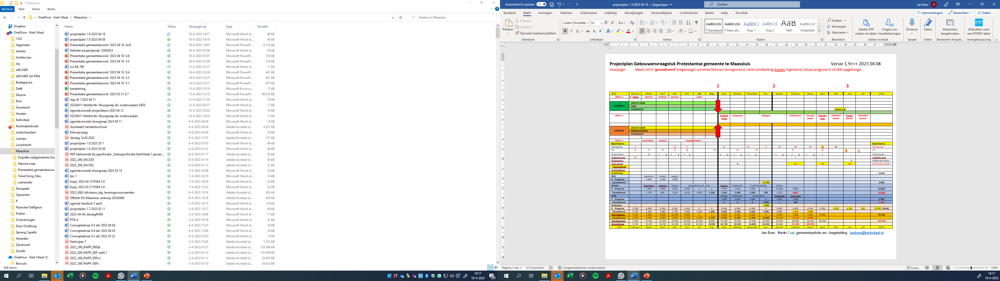 Maassluis
Bestand Start Delen Beeld
OneDrive - Kerk Vitaal › Maassluis ›
Zoeken in Maassluis
Naam Status Gewijzigd op Type Grootte
Dropbox
OneDrive - Kerk Vitaal
1522
Algemeen
Almelo
Ambtsvisie
Aq
ARCHIEF
ARCHIEF GA PKN
Bodegraven
Delft
Deurne
Elim
Graveland
Houten
Kerkvitaal
Kootwijkerbroek
Leidschendam
Liemers
Loosdrecht
Maassluis
Enquête wijkgemeente Gro
Nieuwe map
Presentatie gemeenteavon
TimeChimp_files
wetransfer
Nunspeet
Opnamen
P
Pijnacker Delfgauw
Putten
Scheveningen
Sluis-Oostburg
Sprang Capelle
Woerden
Zandvoort
Zwolle
OneDrive - Kerk Vitaal (1)
Borculo
948 items
projectplan 1.9 2023 04 18 18-4-2023 14:17 Microsoft Word-d... 46 kB
projectplan 1.9 2023 04 08 18-4-2023 14:16 Microsoft Word-d... 46 kB
Presentatie gemeenteavond 2023 04 18 AvK 18-4-2023 14:07 Microsoft PowerP... 8.133 kB
Notulen projectgroep 12042023 18-4-2023 01:06 Microsoft Word-d... 20 kB
Presentatie gemeenteavond 2023 04 18 0.6 16-4-2023 01:01 Microsoft PowerP... 519 kB
Presentatie gemeenteavond 2023 04 18 0.5 16-4-2023 01:00 Microsoft PowerP... 519 kB
ovl KK, PB 15-4-2023 01:27 Microsoft Word-d... 17 kB
Presentatie gemeenteavond 2023 04 18 0.4 14-4-2023 23:26 Microsoft PowerP... 641 kB
Presentatie gemeenteavond 2023 04 18 0.3 14-4-2023 23:25 Microsoft PowerP... 641 kB
Presentatie gemeenteavond 2023 04 18 0.1 14-4-2023 15:11 Microsoft PowerP... 637 kB
berekening 13-4-2023 01:16 Microsoft Excel-w... 11 kB
Presentatie gemeenteavond 2023 02 21 0.7 12-4-2023 12:10 Microsoft PowerP... 40.318 kB
stgr dl 1 2023 04 11 12-4-2023 11:59 Microsoft Word-d... 18 kB
20230411 Notitie tbv Stuurgroep div onderwerpen (003) 12-4-2023 02:37 Microsoft Word-d... 17 kB
agendavoorstel projectteam 2023 04 12 10-4-2023 23:03 Microsoft Word-d... 19 kB
20230411 Notitie tbv Stuurgroep div onderwerpen 10-4-2023 19:32 Microsoft Word-d... 17 kB
agendavoorstel stuurgroep 2023 04 11 9-4-2023 04:36 Microsoft Word-d... 18 kB
Voorbeeld 'tenderbrochure' 9-4-2023 04:24 Adobe Acrobat-d... 4.527 kB
Klimopvraag 9-4-2023 03:39 Microsoft Word-d... 16 kB
Verslag 14.03.2023 8-4-2023 17:51 Adobe Acrobat-d... 137 kB
projectplan 1.8 2023 20 7 8-4-2023 01:55 Microsoft Word-d... 46 kB
projectplan 1.8 2023 03 09 8-4-2023 01:52 Microsoft Word-d... 46 kB
PDF behorende bij specificatie _Urenspecificatie KerkVitaal 1 januar... 8-4-2023 01:17 Adobe Acrobat-d... 20 kB
2022_269_FAC029 8-4-2023 01:14 Adobe Acrobat-d... 36 kB
2023_269_FAC002 8-4-2023 01:12 Adobe Acrobat-d... 51 kB
agendavoorstel stuurgroep 2023 03 14 7-4-2023 23:49 Microsoft Word-d... 16 kB
lijn 1 7-4-2023 23:15 Microsoft Word-d... 14 kB
kopij 2023 04 10 PGM 3.0 7-4-2023 16:39 Microsoft Word-d... 22 kB
kopij 2023 03 27 PGM 3.0 7-4-2023 15:22 Microsoft Word-d... 22 kB
2022_KKG Adviseurs_alg. leveringsvoorwaarden 6-4-2023 15:16 Adobe Acrobat-d... 503 kB
Offerte-PG Maassluis verkoop 20230406 6-4-2023 15:16 Adobe Acrobat-d... 428 kB
agenda handout 5 april 5-4-2023 19:15 Microsoft Word-d... 110 kB
projectplan 1.7 2023 02 11 5-4-2023 15:17 Microsoft Word-d... 40 kB
2023-04-04_VerslagPGM 5-4-2023 14:49 Microsoft Word-d... 17 kB
PT4-4 5-4-2023 10:16 Microsoft Word-d... 41 kB
Conceptadvies 0.5 dd. 2023 04 04 4-4-2023 17:27 Microsoft Word-d... 19 kB
Conceptadvies 0.4 dd. 2023 04 03 4-4-2023 17:04 Microsoft Word-d... 18 kB
Conceptadvies 0.3 dd. 2023 03 22 4-4-2023 01:03 Microsoft Word-d... 15 kB
Kerkwijzer 7 3-4-2023 13:45 Adobe Acrobat-d... 1.327 kB
2022_269_RAPP_DEFjb 2-4-2023 01:21 Adobe Acrobat-d... 155.549 kB
2022_269_RAPP_DEF werk 1 2-4-2023 01:13 Adobe Acrobat-d... 155.549 kB
2022_269_RAPP_DEFcc 2-4-2023 01:11 Adobe Acrobat-d... 24.432 kB
2022 269 RAPP DEFc 2-4-2023 01:10 Adobe Acrobat-d... 24.432 kB
14:17
18-4-2023
Automatisch opslaan projectplan 1.9 2023 04 18 • Opgeslagen Zoeken Jan Boer JB
Bestand Start Invoegen Tekenen Ontwerpen Indeling Verwijzingen Verzendlijsten Controleren Beeld Help Acrobat Opmerkingen Bewerken Delen
Plakken Knippen Kopiëren Opmaak kopiëren/plakken
Calibri (Hoofdtel 14
¶ Standaard ¶ Geen afs... Kop 1 Kop 2 Titel Ondertitel
Zoeken Vervangen Selecteren
Adobe PDF maken en delen Vragen om handtekeningen Dicteren Editor Bestanden hergebruiken Afdrukken naar een DYMO-label
Klembord Lettertype Alinea Stijlen Bewerken Adobe Acrobat Spraak Editor Bestanden hergeb... Invoegtoepassing
Projectplan Gebouwenvraagstuk Protestantse gemeente te Maassluis Versie 1.9+++ 2023 04 08
Gewijzigd: Maart 2023 ‘gerealiseerd’ toegevoegd, correctie februari doorgevoerd, netto eindbedrag Kaader ingevoerd, totaal prognose € 10.000 opgehoogd.
1 2 3
2022 Februari Maart April Mei Juni Juli Aug. Sept Oktober November Dec. Januari Februari Maart April Mei Juni juli 2023
Aktie >> Pr. Optw. werven dromen wensen eisen
GEMEENTE
GROOTE KERK
IONA
KONINGHOF Advies CvK
Aktie >> aanpassen afwegen Informeren Concept advies definitief Advies Voorg. Besluit Definitief Besluit
GEBOUW
GROOTE KERK
IMMANUËLKERK
KONINGHOF
Aktie >> beschrijven analyse mogelijkheden
Bijeenkomst. Bijeenkomst.
Stuurgroep 3 12 9 15 10 8 17 14 14 11 30 Stuurgroep
AK 21 15 19 17 28 30 25 29 9 ! 11 8 3 AK
Projectteam 17 Projectteam
10 !
X Wijkkerkenraden
X 21 18 14 Gemeente avond
Investering totaal
KKG opnemen taxatie rapport
€ Prognose 1.000 1.000 2.000
Gerealiseerd +9.700 4.000
KAAder rapport programma van eisen kostramin herbestemming advies
€ Prognose 2.000 2.000 2.000 2.000 0 0 1.000 1.000 1.000 0 (1.000) (500) 12.500
Gerealiseerd 1.750 800 3.150 1.670 3.050 3.330 1.950 2.300 2.200 500 3.270 (860) 23.560
STIEL analyse kostramin verbeelding
€ Prognose 1.000 1.000 1.000 0 1.000 1.000 5.000
Gerealiseerd 0 0 0 4.480 0 420 4.900
Kerkvitaal -5.000
€ Prognose 5.700 6.300 6.300 6.300 6.300 0 0 6.300 6.300 6.300 0 6.300 6.300 6.300 6.300 4.200 4.200 600 79.000 75.000
Gerealiseerd 4.720 5.200 1.880 2.790 3.840 1.360 3.240 3.020 6.290 4.240 7.900 8.890 9.250 8.800
Tot.Prognose 5.700 9.300 9.300 10.300 8.300 0 0 8.300 8.300 8.300 0 8.300 7.800 6.300 6.300 96.500
Gerealiseerd 4.720 6.950 2.680 5.940 5.510 4.410 6.570 4.970 8.590 6.440 12.880 12.160 9.670 8.800
Tot.Prog.Cum. 5.700 15.000 24.300 34.600 42.900 42.900 42900 51.200 59.500 67.800 67.800 76.100 83.900 90.200 96.500 106.500
4.720 11.670 14.350 20.290 25.800 30.210 36780 41.750 50.340 56.800 69.660 81.820 91.490 100.290
2022 Februari Maart April Mei Juni Juli Aug. Sept Oktober November Dec. Januari Februari Maart April Mei Juni Juli 2023 >
Jan Boer Kerkvitaal, gemeenteadvies en –begeleiding janboer@kerkvitaal.nl
Pagina 1 van 1 372 woorden Toegankelijkheid: onderzoeken Focus 100%
14:17
18-4-2023